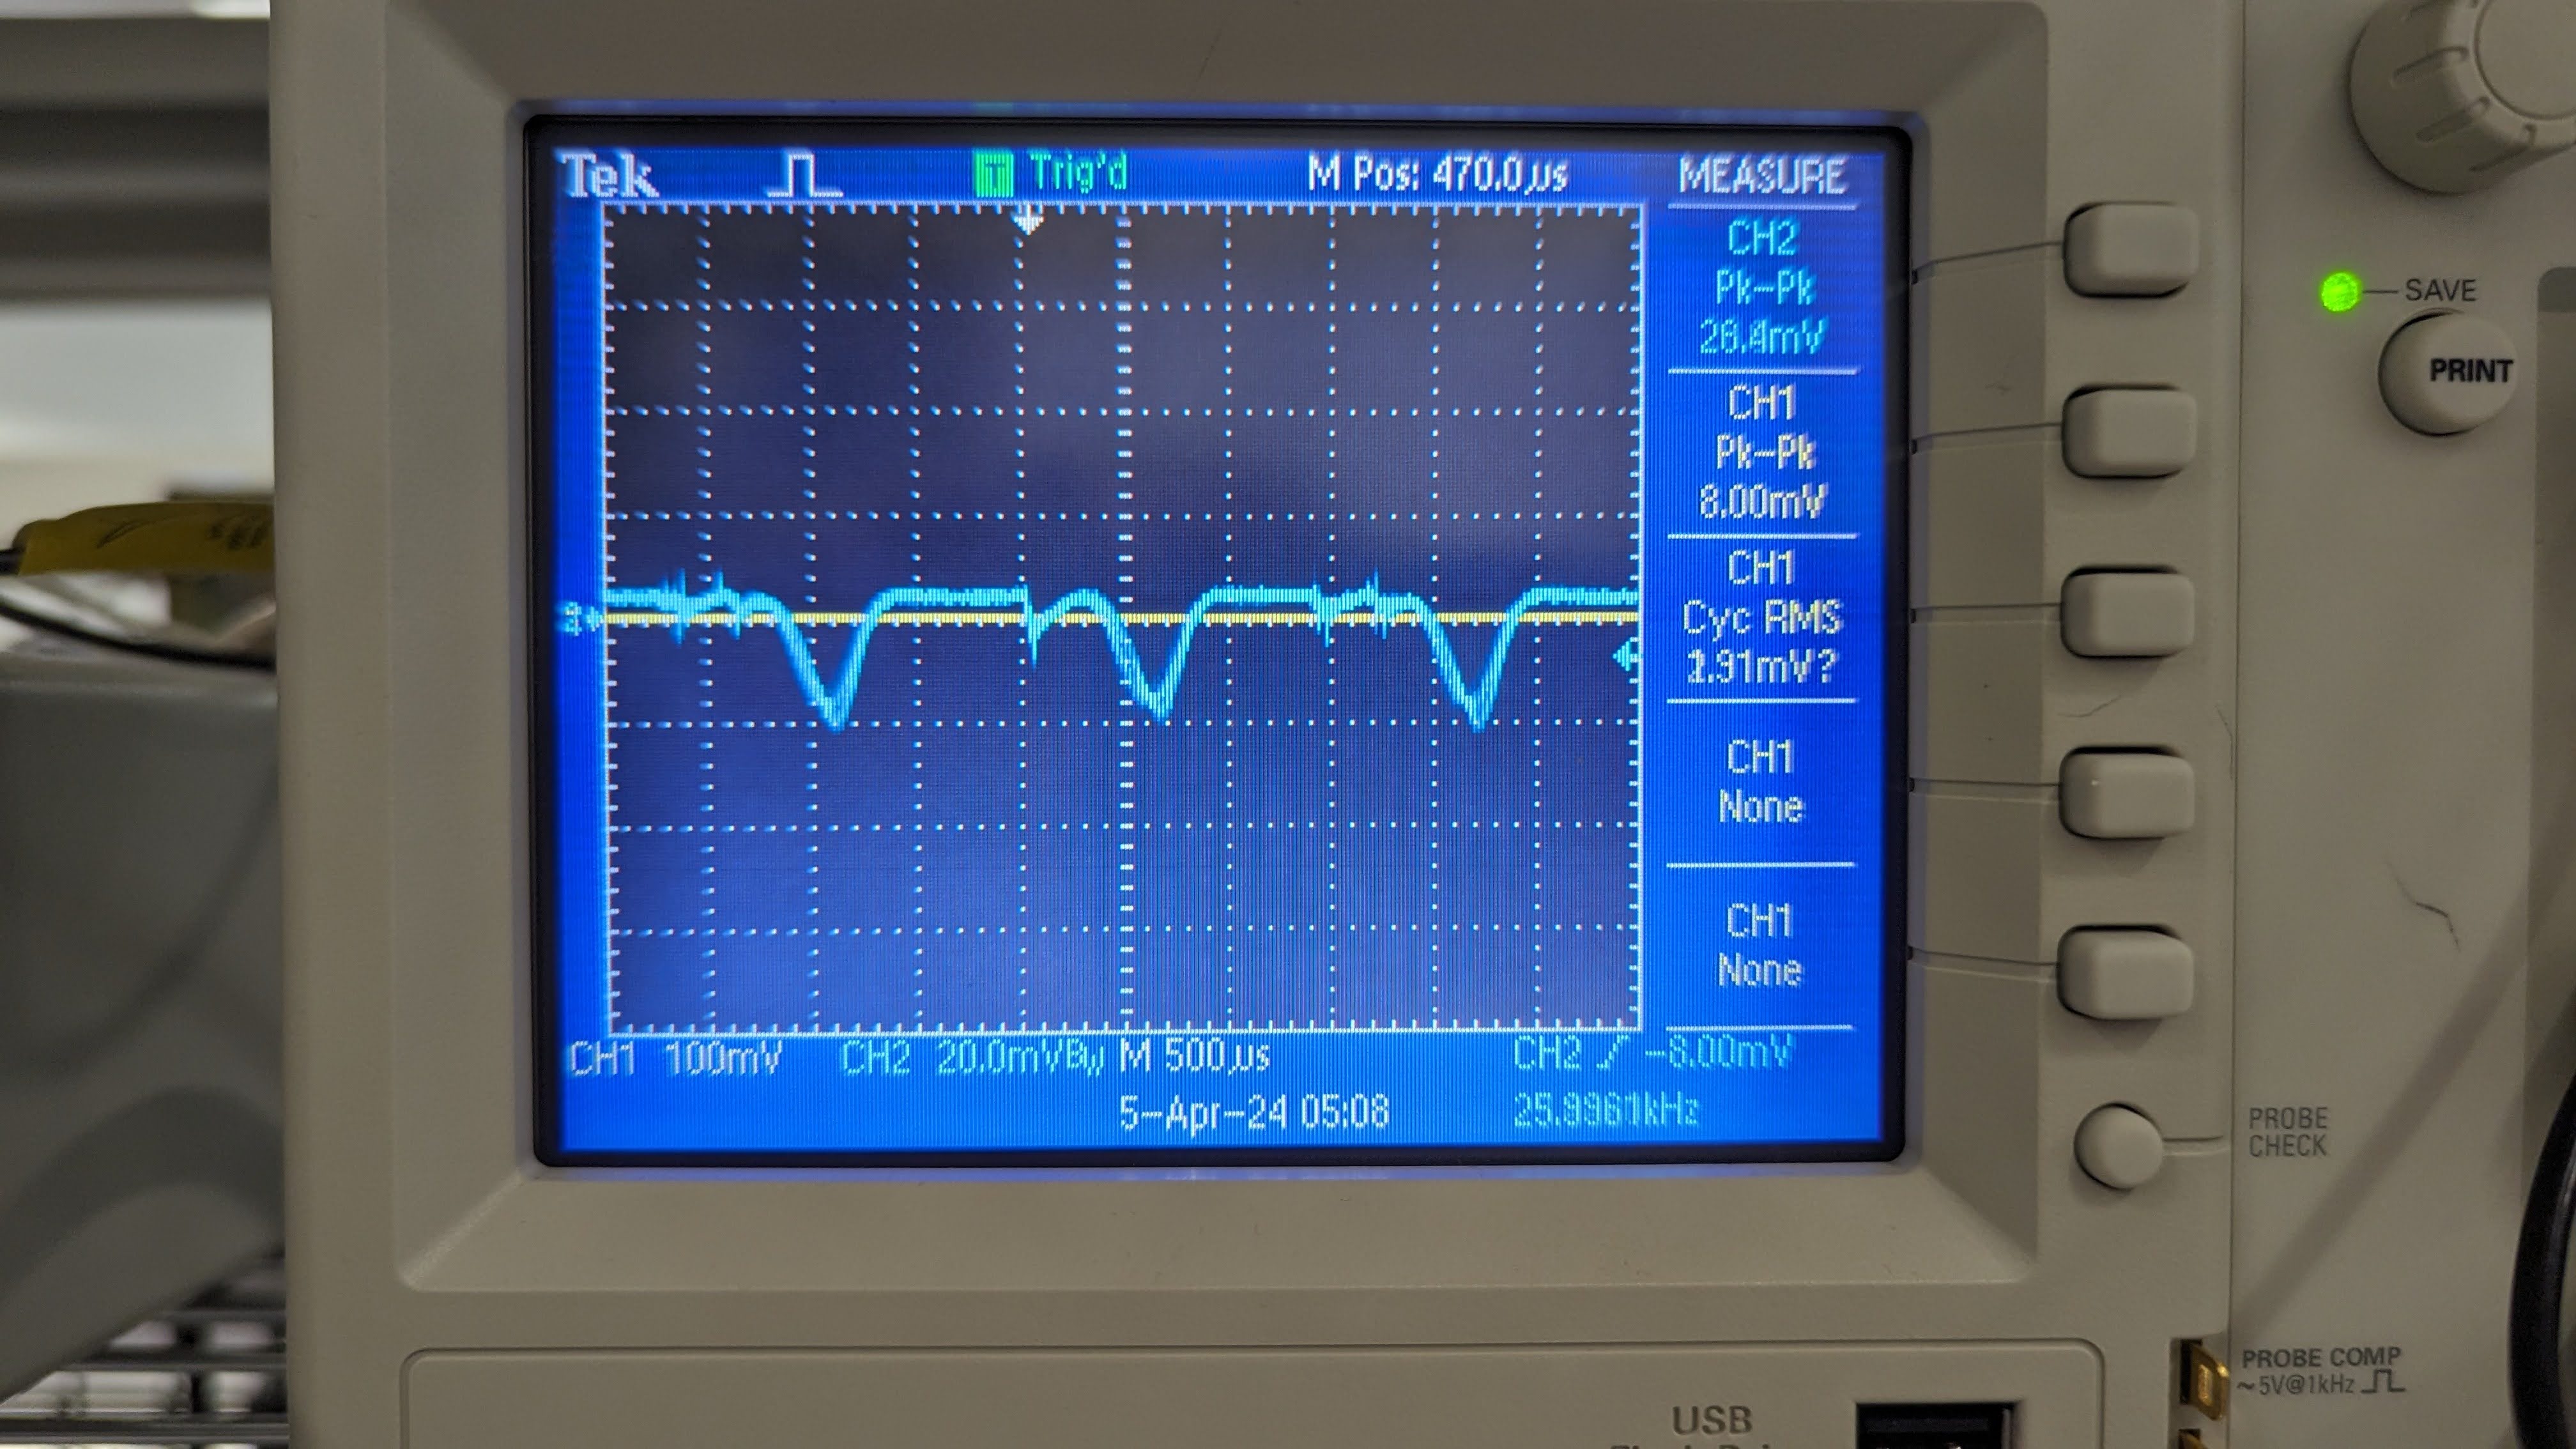 Tek T Trig'd M Pos: 470.0µs MEASURE
CH2
Pk-Pk
26.4mV
CH1
Pk-Pk
8.00mV
CH1
Cyc RMS
1.91mV?
CH1
None
CH1
None
2
CH1 100mV CH2 20.0mVBW M 500µs CH2 -8.00mV
5-Apr-24 05:08 25.9961kHz
SAVE
PRINT
PROBE
CHECK
PROBE COMP
~5V@1kHz
USB